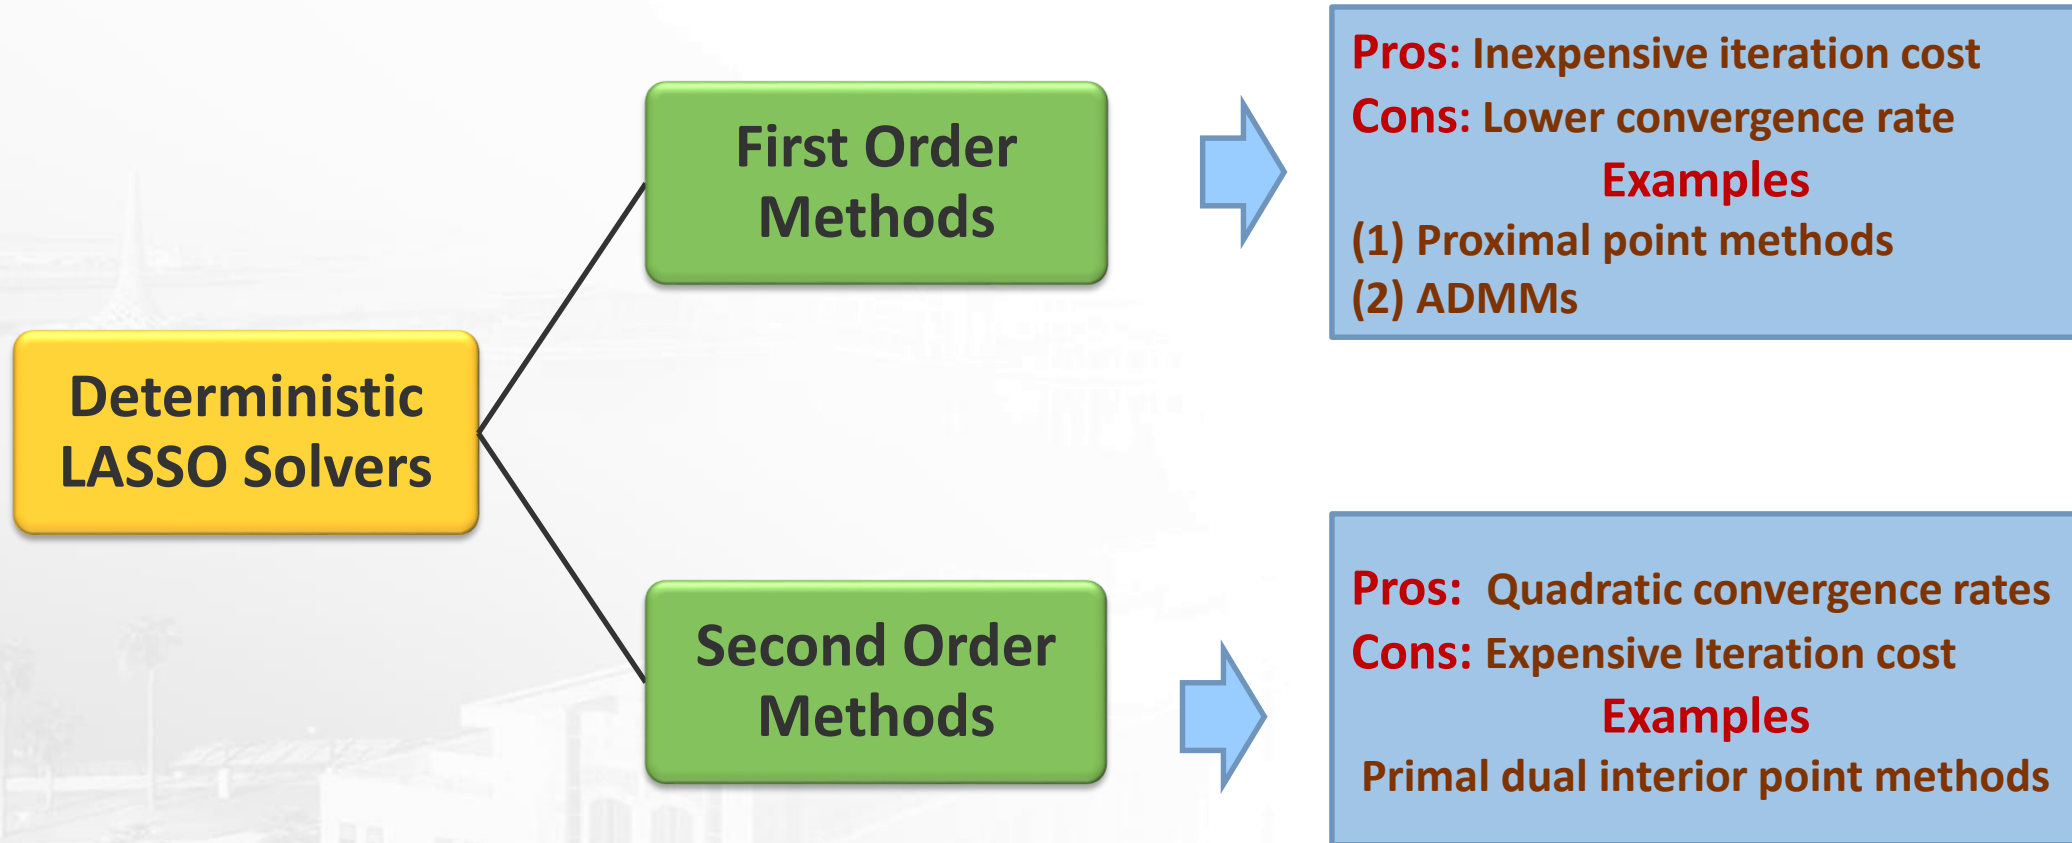 Deterministic
LASSO Solvers
First Order
Methods
Pros: Inexpensive iteration cost
Cons: Lower convergence rate
Examples
(1) Proximal point methods
(2) ADMMs
Second Order
Methods
Pros: Quadratic convergence rates
Cons: Expensive Iteration cost
Examples
Primal dual interior point methods